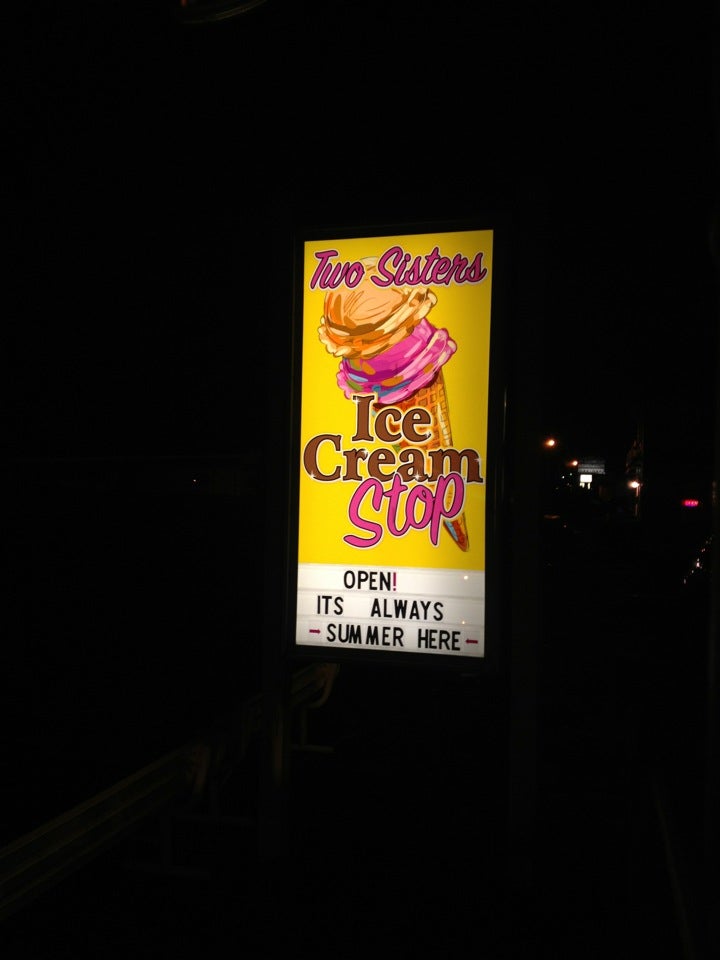 Two Sisters
Ice
Cream
Stop
OPEN!
ITS ALWAYS
SUMMER HERE